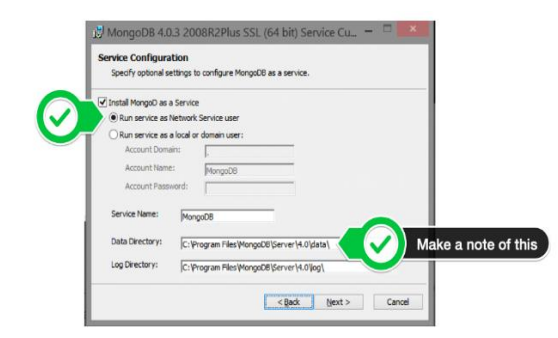 MongoDB 4.0.3 2008R2Plus SSL (64 bit) Service Cu...
Service Configuration
Specify optional settings to configure MongoDB as a service.
Install MongoD as a Service
Run service as Network Service user
Run service as a local or domain user:
Account Domain: .
Account Name: MongoDB
Account Password:
Service Name: MongoDB
Data Directory: C:\Program Files\MongoDB\Server\4.0\data\
Make a note of this
Log Directory: C:\Program Files\MongoDB\Server\4.0\log\
< Back Next > Cancel